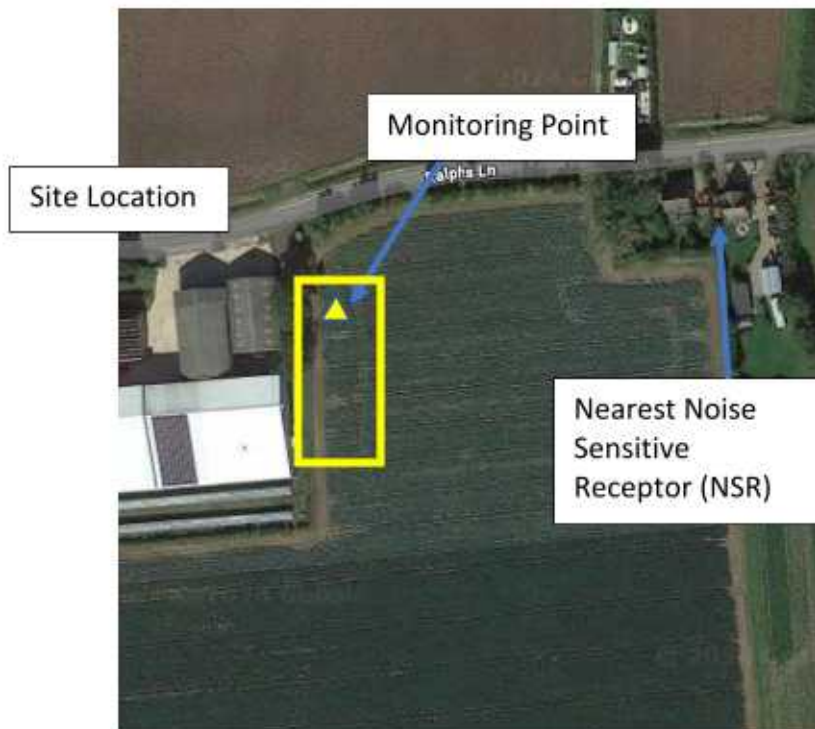 Monitoring Point
alphs Ln
Site Location
Nearest Noise
Sensitive
Receptor (NSR)